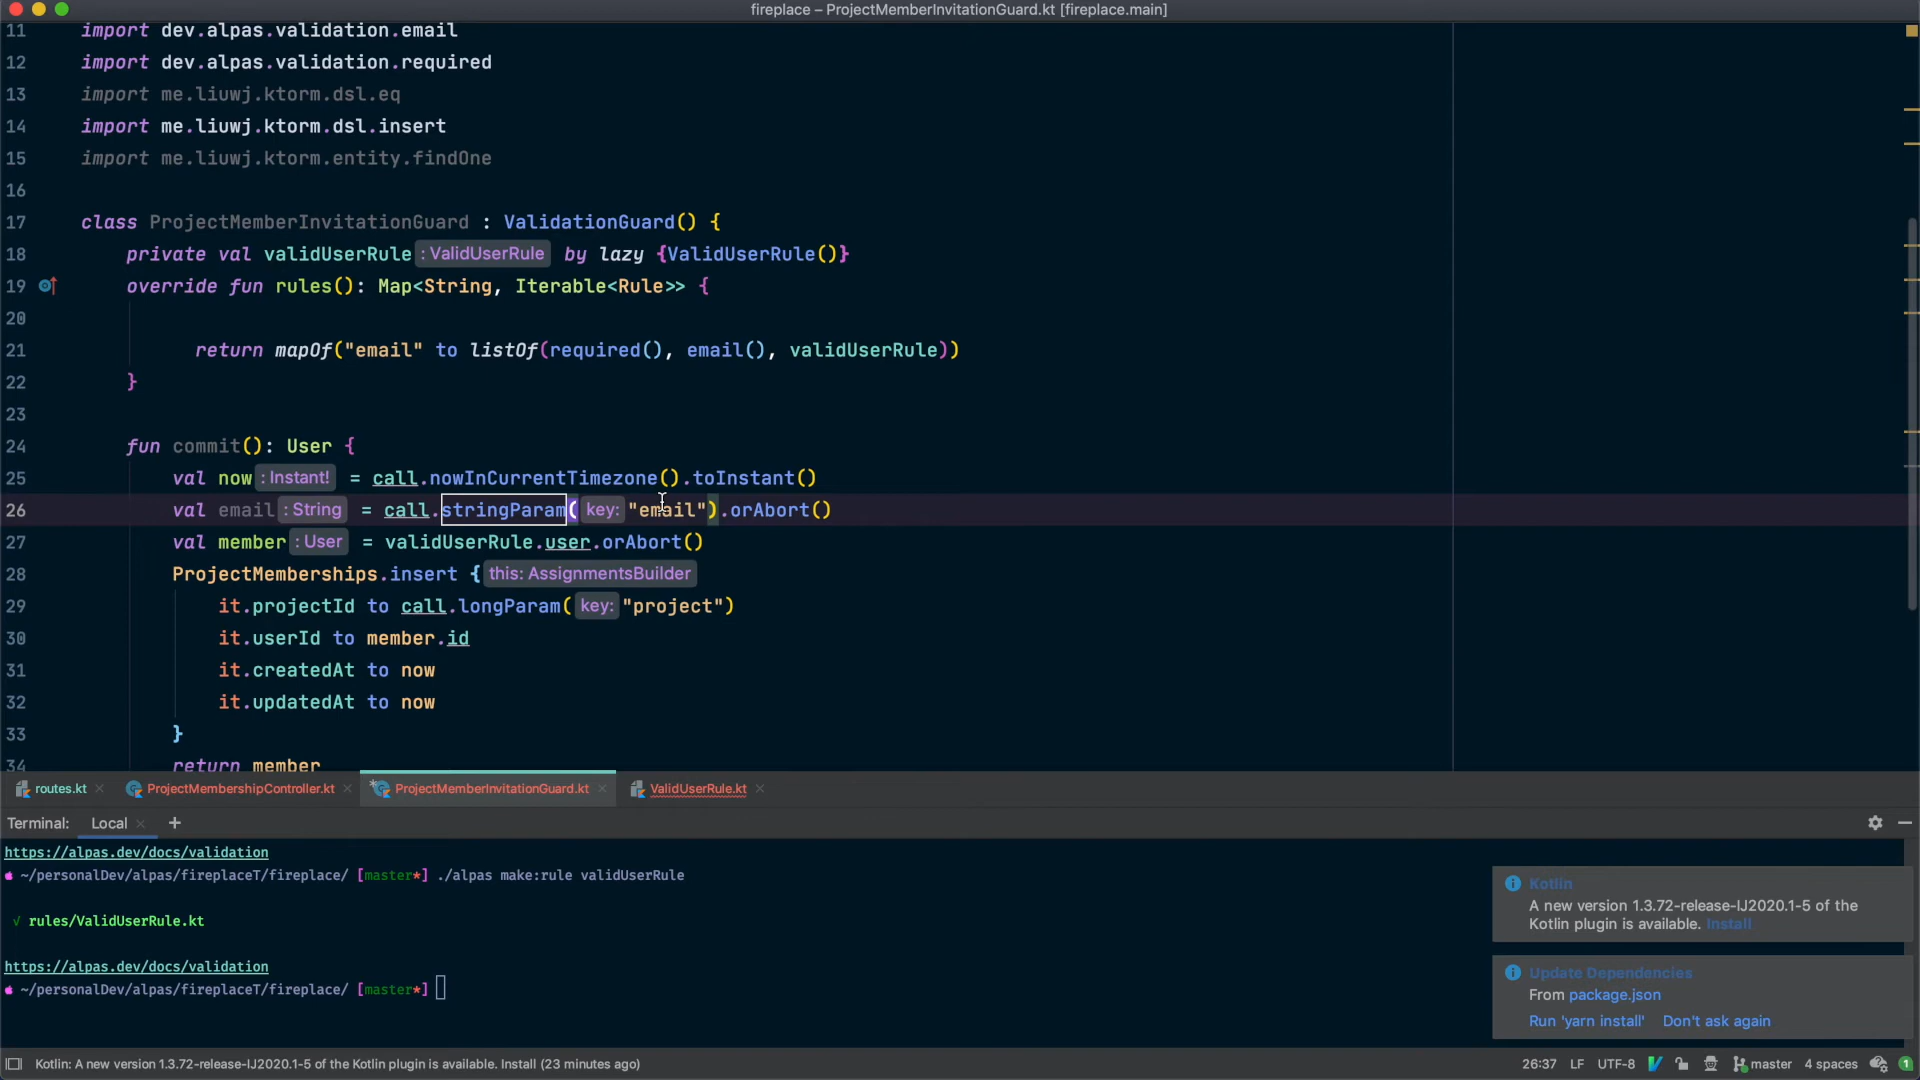 fireplace – ProjectMemberInvitationGuard.kt [fireplace.main]
11 import dev.alpas.validation.email
12 import dev.alpas.validation.required
13 import me.liuwj.ktorm.dsl.eq
14 import me.liuwj.ktorm.dsl.insert
15 import me.liuwj.ktorm.entity.findOne
16
17 class ProjectMemberInvitationGuard : ValidationGuard() {
18 private val validUserRule : ValidUserRule by lazy {ValidUserRule()}
19 override fun rules(): Map<String, Iterable<Rule>> {
20
21 return mapOf("email" to listOf(required(), email(), validUserRule))
22 }
23
24 fun commit(): User {
25 val now : Instant! = call.nowInCurrentTimezone().toInstant()
26 val email : String = call.stringParam( key: "email").orAbort()
27 val member : User = validUserRule.user.orAbort()
28 ProjectMemberships.insert { this: AssignmentsBuilder
29 it.projectId to call.longParam( key: "project")
30 it.userId to member.id
31 it.createdAt to now
32 it.updatedAt to now
33 }
34 return member
routes.kt ProjectMembershipController.kt ProjectMemberInvitationGuard.kt ValidUserRule.kt
Terminal: Local +
https://alpas.dev/docs/validation
~/personalDev/alpas/fireplaceT/fireplace/ [master*] ./alpas make:rule validUserRule
√ rules/ValidUserRule.kt
https://alpas.dev/docs/validation
~/personalDev/alpas/fireplaceT/fireplace/ [master*]
Kotlin
A new version 1.3.72-release-IJ2020.1-5 of the
Kotlin plugin is available. Install
Update Dependencies
From package.json
Run 'yarn install' Don't ask again
Kotlin: A new version 1.3.72-release-IJ2020.1-5 of the Kotlin plugin is available. Install (23 minutes ago) 26:37 LF UTF-8 master 4 spaces 1